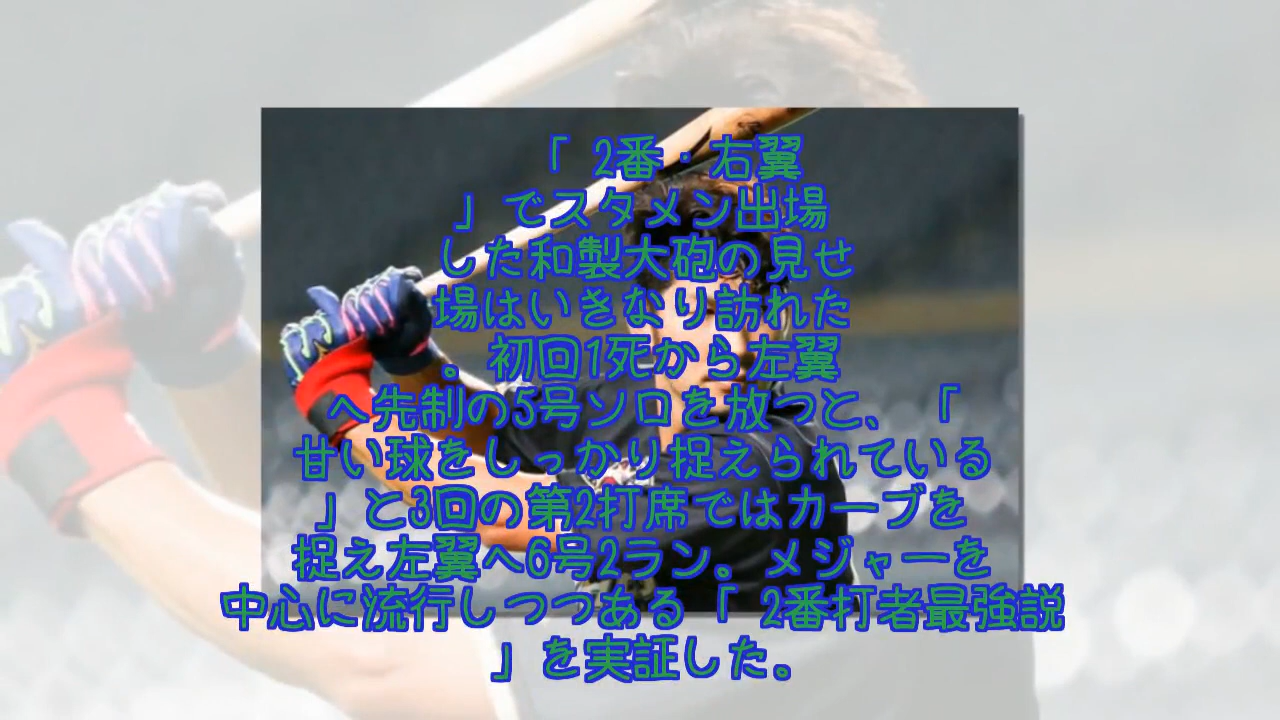 「 2番・右翼
」でスタメン出場
した和製大砲の見せ
場はいきなり訪れた
。初回1死から左翼
へ先制の5号ソロを放つと、「
甘い球をしっかり捉えられている
」と3回の第2打席ではカーブを
捉え左翼へ6号2ラン。メジャーを
中心に流行しつつある「 2番打者最強説
」を実証した。